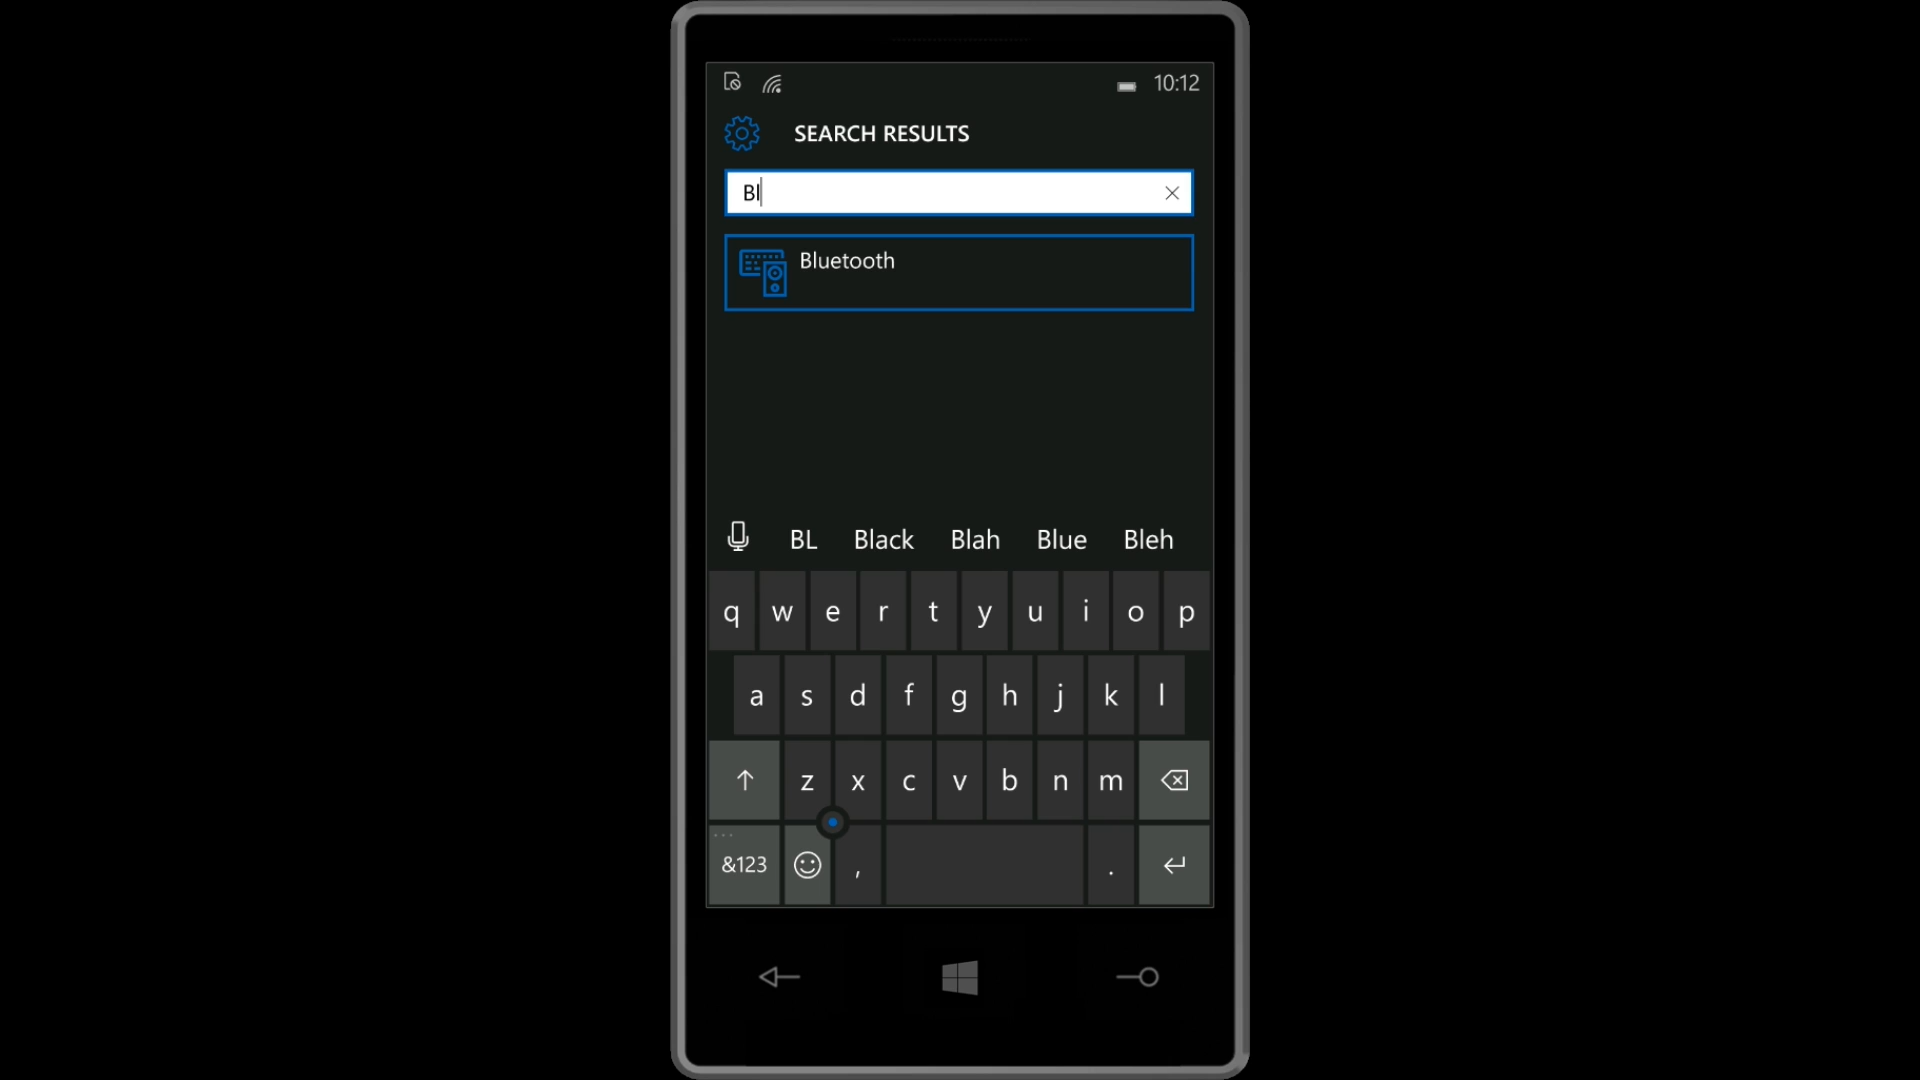 10:12
SEARCH RESULTS
Bl
Bluetooth
BL Black Blah Blue Bleh
q w e r t y u i o p
a s d f g h j k l
z x c v b n m
&123 , .